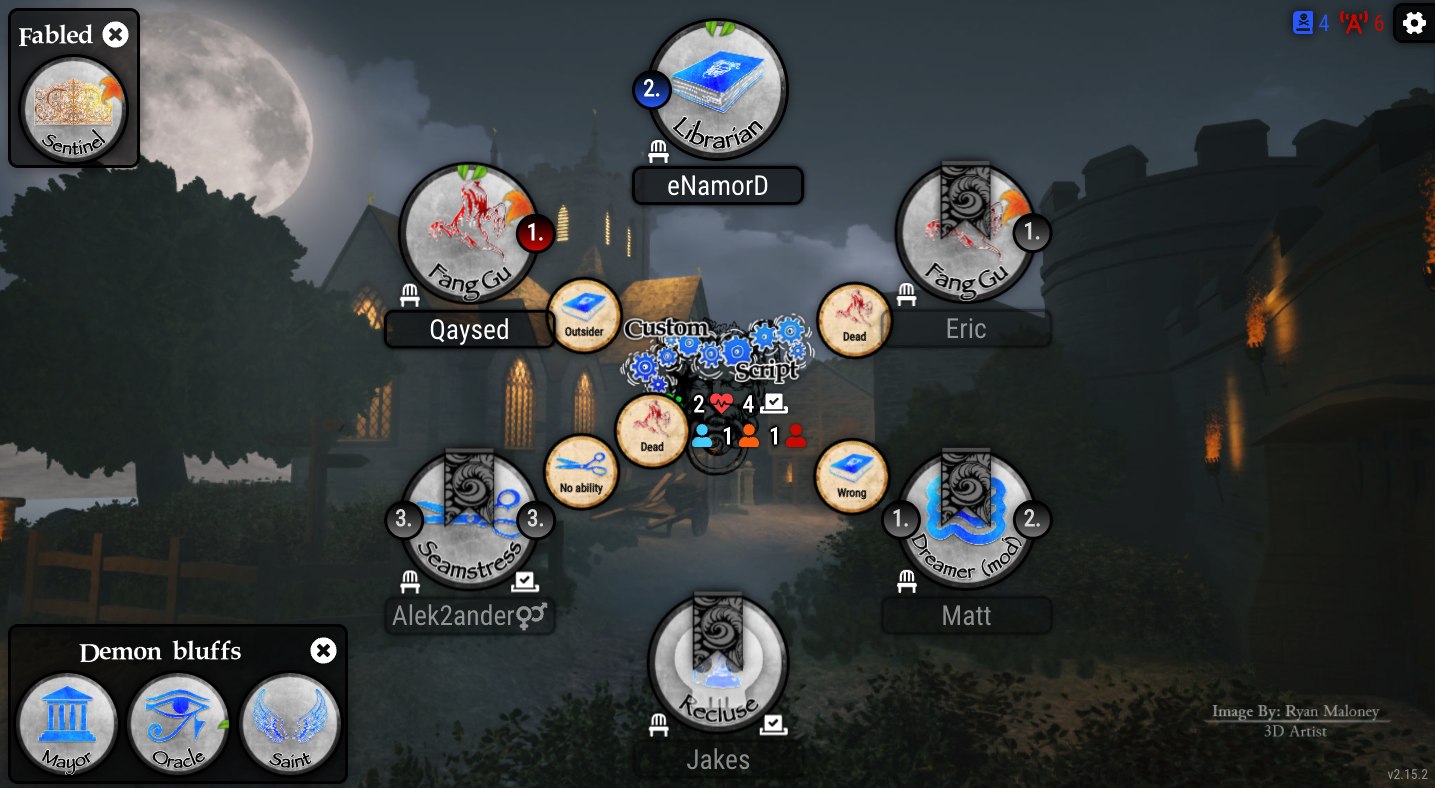 Fabled
Sentinel
4 6
2.
Librarian
eNamorD
1.
Fang Gu
Qaysed
Outsider
1.
Fang Gu
Eric
Dead
Custom
Script
2 4
1 1
Dead
No ability
Wrong
3. 3.
Seamstress
Alek2ander
1. 2.
Dreamer (mod)
Matt
Recluse
Jakes
Demon bluffs
Mayor
Oracle
Saint
Image By: Ryan Maloney
3D Artist
v2.15.2